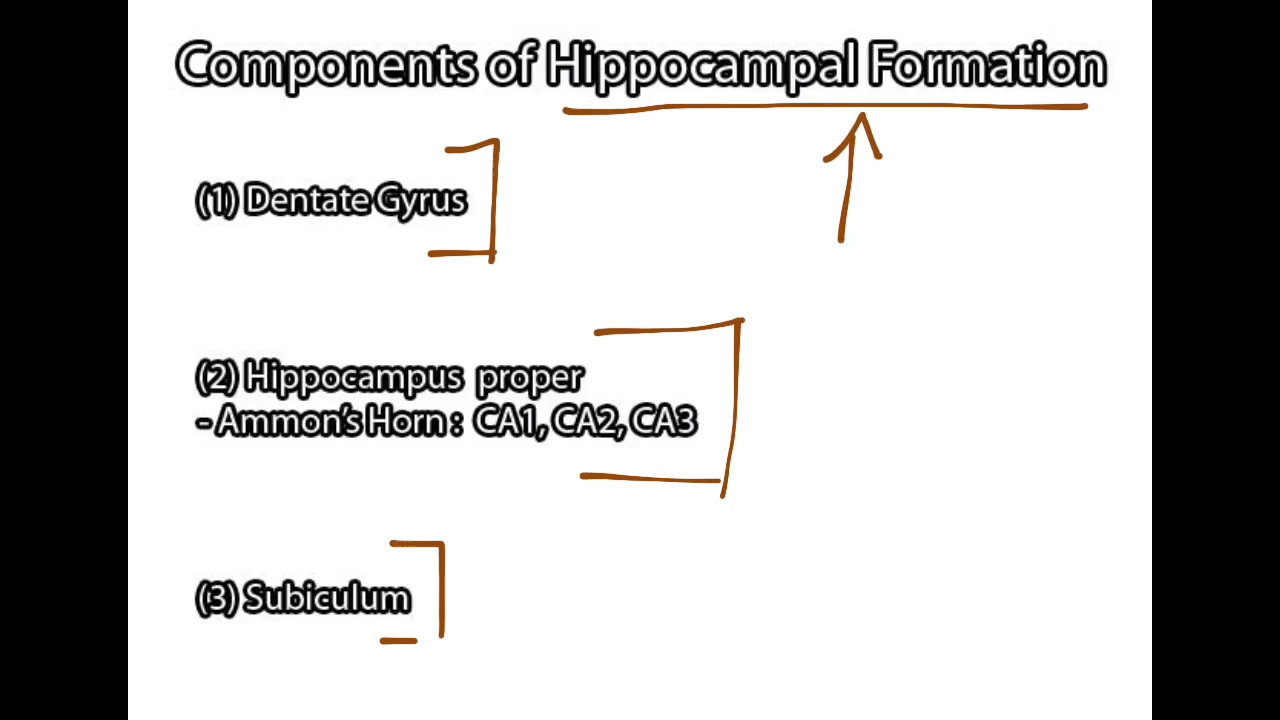 Components of Hippocampal Formation
(1) Dentate Gyrus
(2) Hippocampus proper
- Ammon's Horn : CA1, CA2, CA3
(3) Subiculum